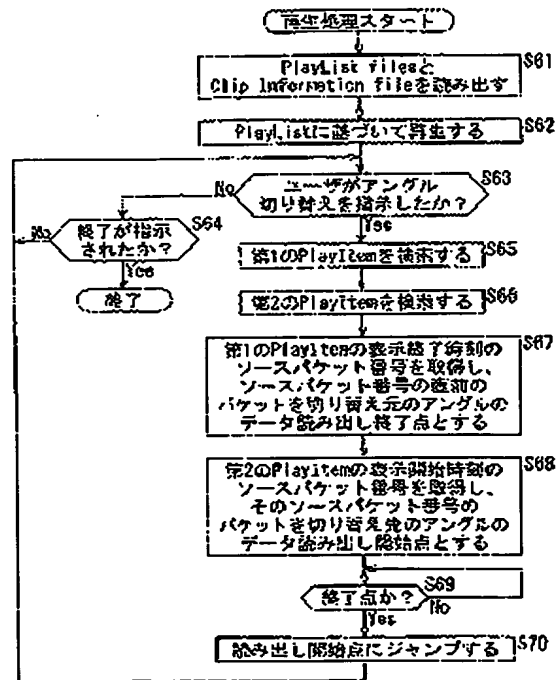 再生処理スタート
S61
PlayList filesと
Clip Information fileを読み出す
S62
PlayListに基づいて再生する
S63
ユーザがアングル
切り替えを指示したか?
No
Yes
S64
終了が指示
されたか?
No
Yes
終了
S65
第1のPlayItemを検索する
S66
第2のPlayItemを検索する
S67
第1のPlayItemの表示終了時刻の
ソースパケット番号を取得し、
ソースパケット番号の直前の
パケットを切り替え元のアングルの
データ読み出し終了点とする
S68
第2のPlayItemの表示開始時刻の
ソースパケット番号を取得し、
そのソースパケット番号の
パケットを切り替え先のアングルの
データ読み出し開始点とする
S69
終了点か?
No
Yes
S70
読み出し開始点にジャンプする